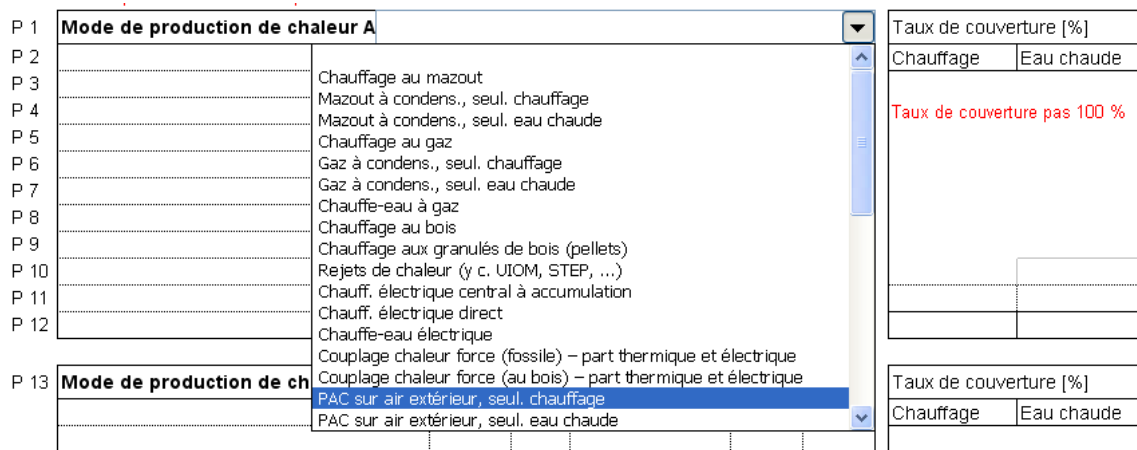 P 1 Mode de production de chaleur A Taux de couverture [%]
P 2 Chauffage Eau chaude
P 3 Chauffage au mazout
Mazout à condens., seul. chauffage
P 4 Mazout à condens., seul. eau chaude Taux de couverture pas 100 %
P 5 Chauffage au gaz
P 6 Gaz à condens., seul. chauffage
P 7 Gaz à condens., seul. eau chaude
Chauffe-eau à gaz
P 8 Chauffage au bois
P 9 Chauffage aux granulés de bois (pellets)
P 10 Rejets de chaleur (y c. UIOM, STEP, ...)
P 11 Chauff. électrique central à accumulation
Chauff. électrique direct
P 12 Chauffe-eau électrique
Couplage chaleur force (fossile) – part thermique et électrique
P 13 Mode de production de ch Couplage chaleur force (au bois) – part thermique et électrique Taux de couverture [%]
PAC sur air extérieur, seul. chauffage
PAC sur air extérieur, seul. eau chaude Chauffage Eau chaude